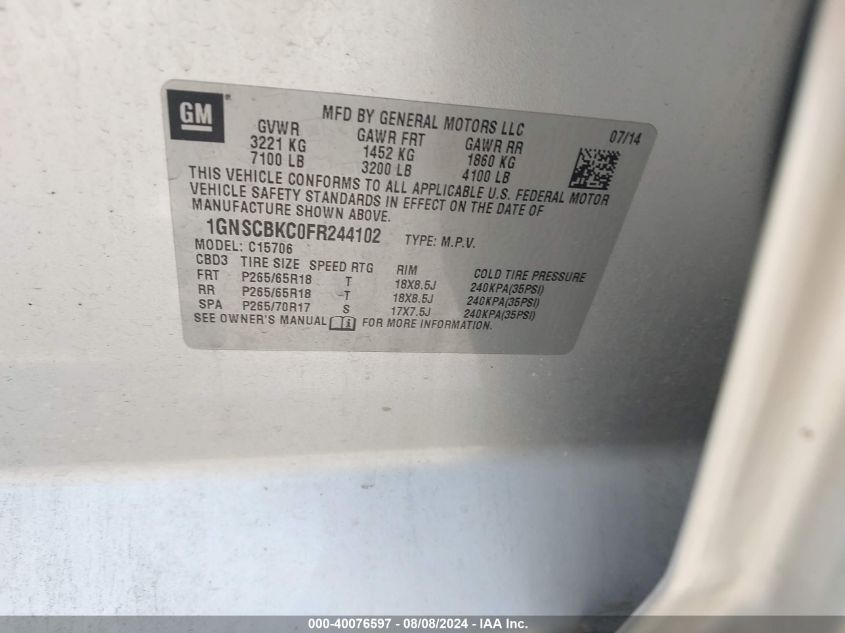 GM ®
MFD BY GENERAL MOTORS LLC
07/14
GVWR GAWR FRT GAWR RR
3221 KG 1452 KG 1860 KG
7100 LB 3200 LB 4100 LB
THIS VEHICLE CONFORMS TO ALL APPLICABLE U.S. FEDERAL MOTOR
VEHICLE SAFETY STANDARDS IN EFFECT ON THE DATE OF
MANUFACTURE SHOWN ABOVE.
1GNSCBKC0FR244102 TYPE: M.P.V.
MODEL: C15706
CBD3 TIRE SIZE SPEED RTG RIM COLD TIRE PRESSURE
FRT P265/65R18 T 18X8.5J 240KPA(35PSI)
RR P265/65R18 T 18X8.5J 240KPA(35PSI)
SPA P265/70R17 S 17X7.5J 240KPA(35PSI)
SEE OWNER'S MANUAL FOR MORE INFORMATION.
000-40076597 - 08/08/2024 - IAA Inc.